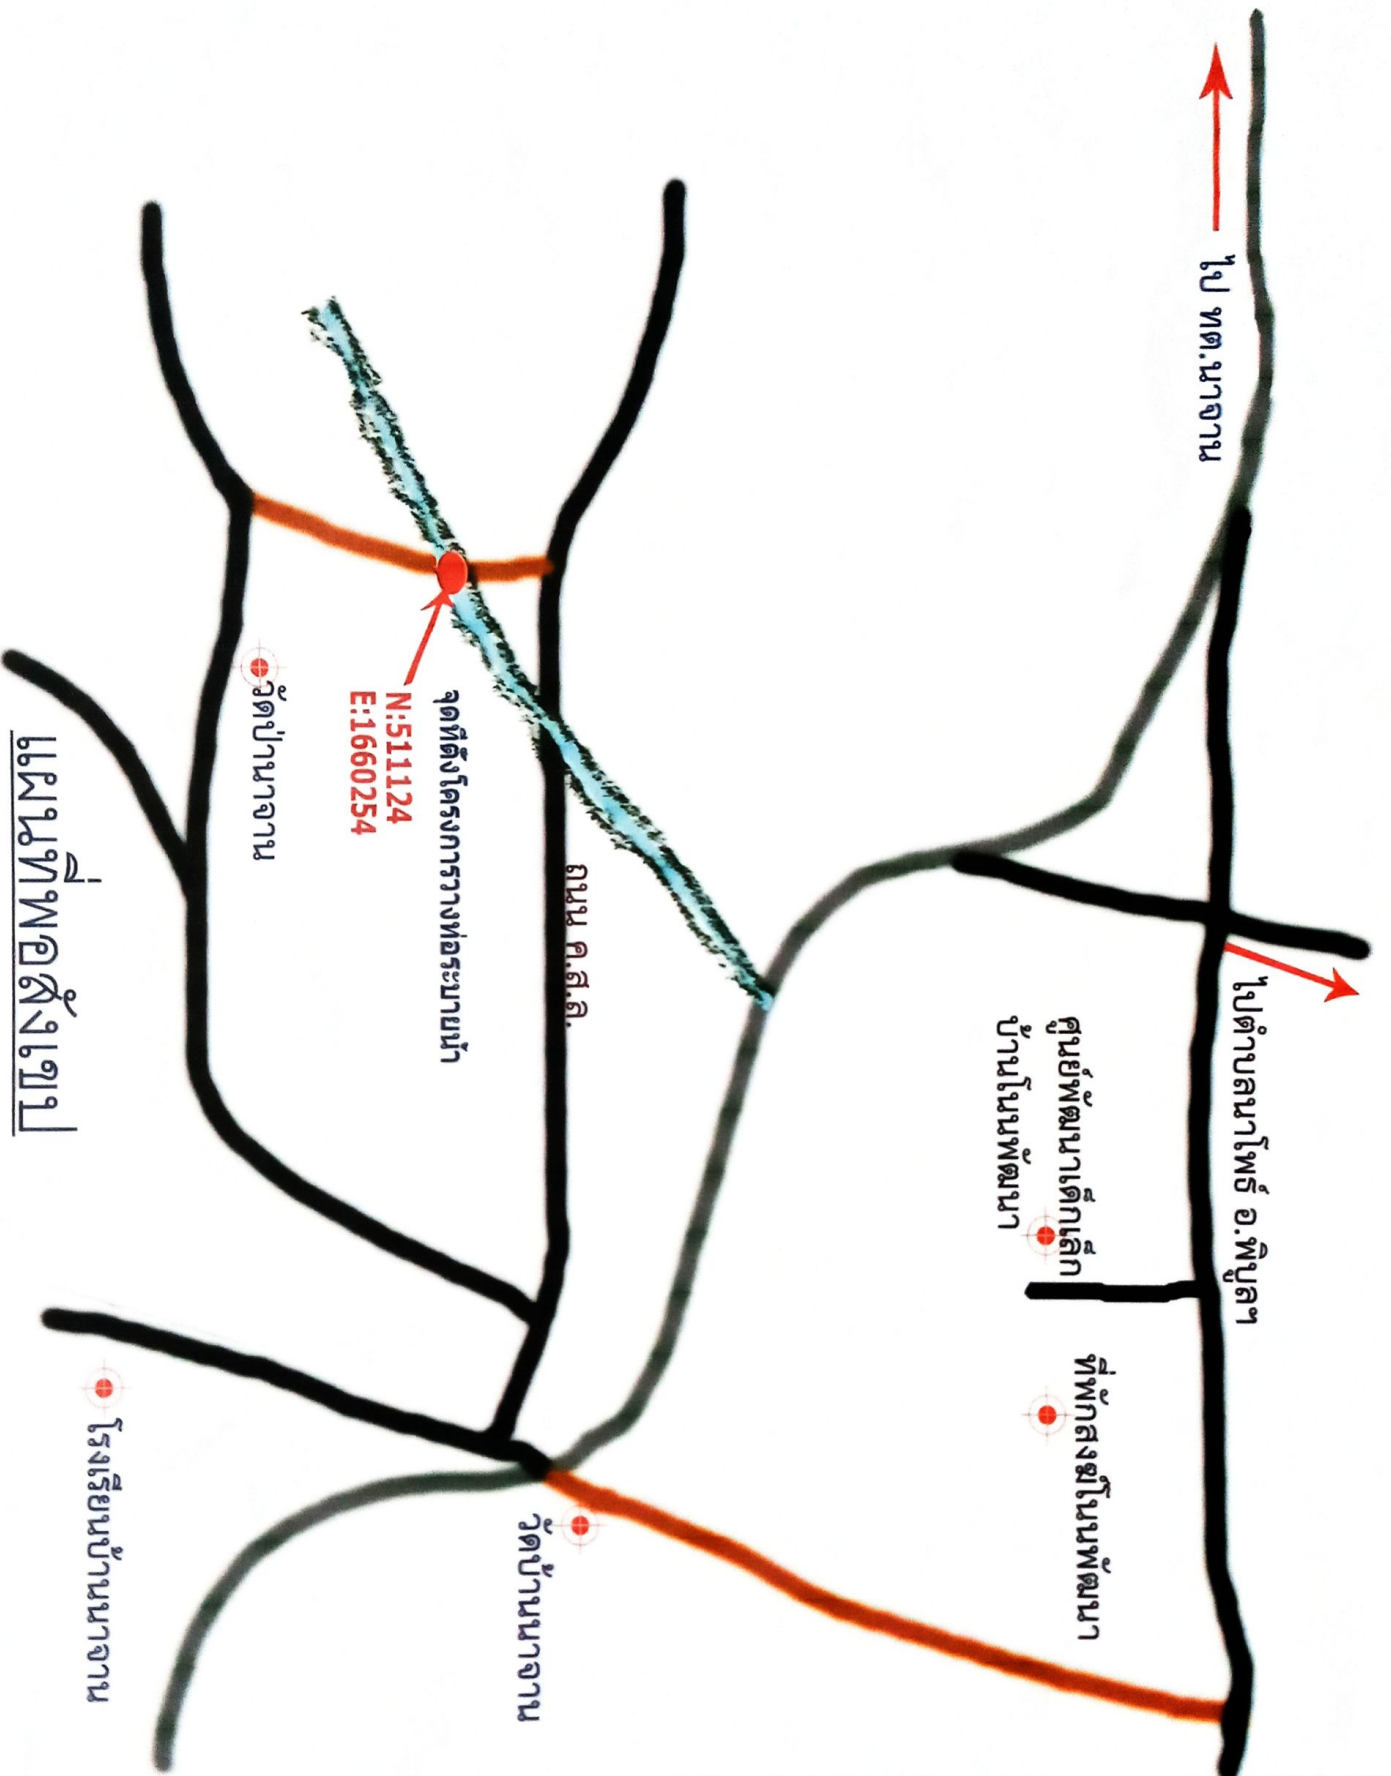 ไป ทต.นาจาน
ไปตำบลนาโพธิ์ อ.พิบูลฯ
ศูนย์พัฒนาเด็กเล็ก
บ้านโนนพัฒนา
ที่พักสงฆ์โนนพัฒนา
ถนน ค.ส.ล.
จุดที่ตั้งโครงการวางท่อระบายน้ำ
N:511124
E:1660254
วัดป่านาจาน
วัดบ้านนาจาน
โรงเรียนบ้านนาจาน
แผนที่พอสังเขป